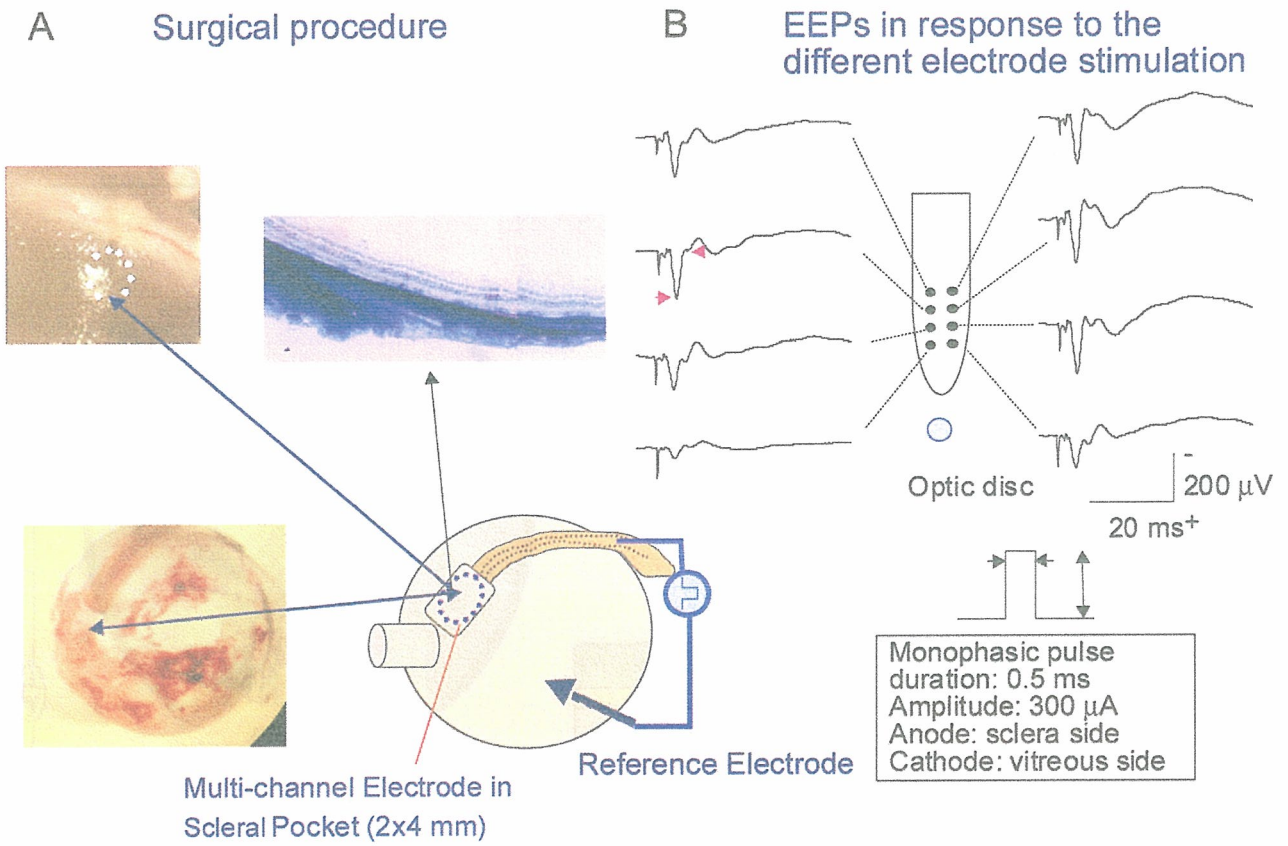 A
Surgical procedure
B
EEPs in response to the
different electrode stimulation
Optic disc
-
200 µV
20 ms+
Monophasic pulse
duration: 0.5 ms
Amplitude: 300 µA
Anode: sclera side
Cathode: vitreous side
Reference Electrode
Multi-channel Electrode in
Scleral Pocket (2x4 mm)